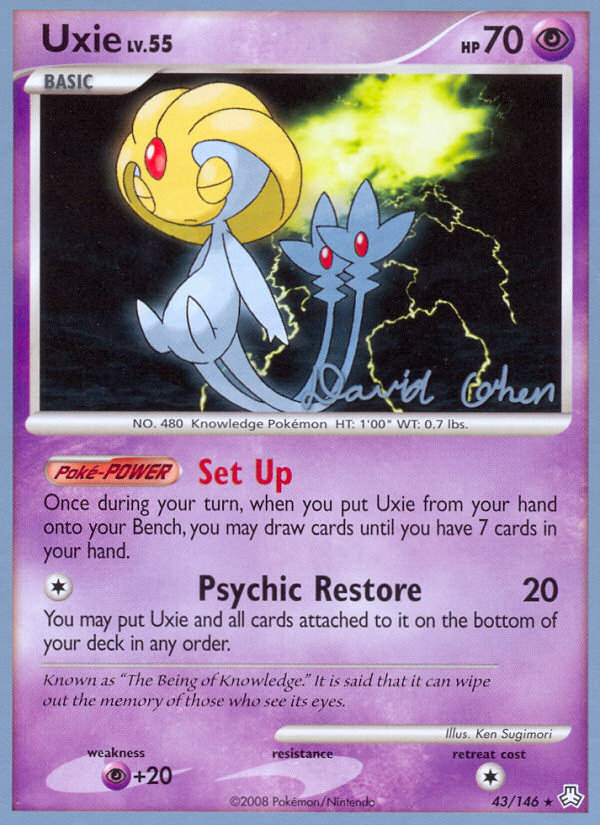 Uxie LV.55 HP 70
BASIC
David Cohen
NO. 480 Knowledge Pokémon HT: 1'00" WT: 0.7 lbs.
Poké-POWER Set Up
Once during your turn, when you put Uxie from your hand
onto your Bench, you may draw cards until you have 7 cards in
your hand.
Psychic Restore 20
You may put Uxie and all cards attached to it on the bottom of
your deck in any order.
Known as "The Being of Knowledge." It is said that it can wipe
out the memory of those who see its eyes.
Illus. Ken Sugimori
weakness resistance retreat cost
+20
©2008 Pokémon/Nintendo 43/146 ★